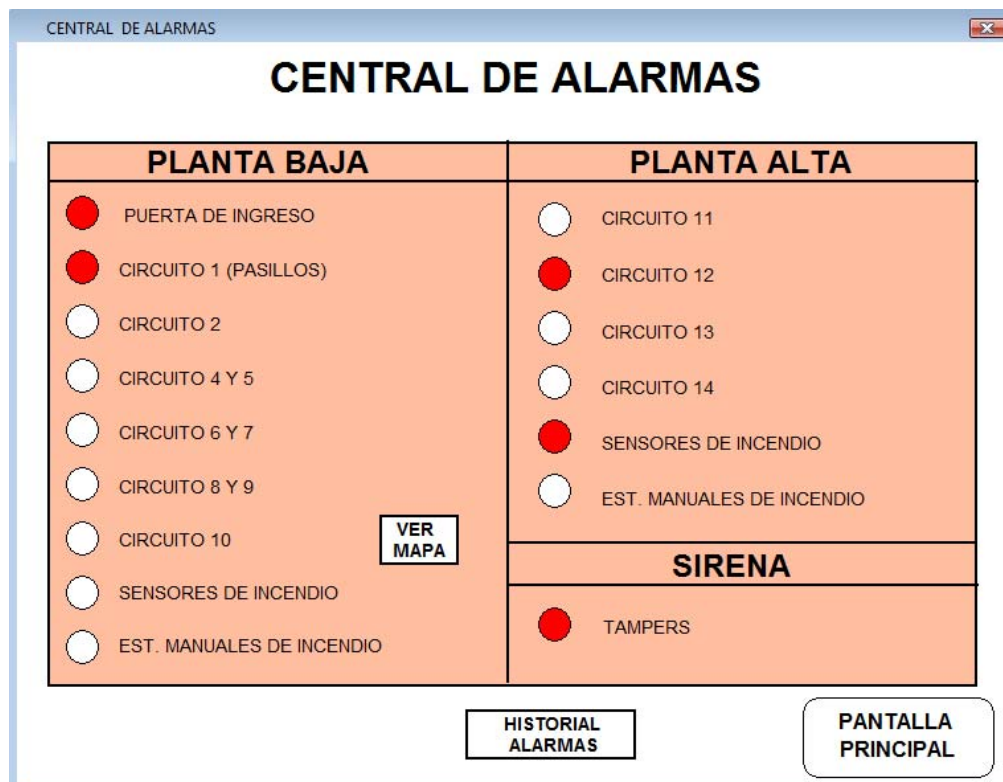 CENTRAL DE ALARMAS
CENTRAL DE ALARMAS
PLANTA BAJA
PUERTA DE INGRESO
CIRCUITO 1 (PASILLOS)
CIRCUITO 2
CIRCUITO 4 Y 5
CIRCUITO 6 Y 7
CIRCUITO 8 Y 9
CIRCUITO 10
VER
MAPA
SENSORES DE INCENDIO
EST. MANUALES DE INCENDIO
PLANTA ALTA
CIRCUITO 11
CIRCUITO 12
CIRCUITO 13
CIRCUITO 14
SENSORES DE INCENDIO
EST. MANUALES DE INCENDIO
SIRENA
TAMPERS
HISTORIAL
ALARMAS
PANTALLA
PRINCIPAL